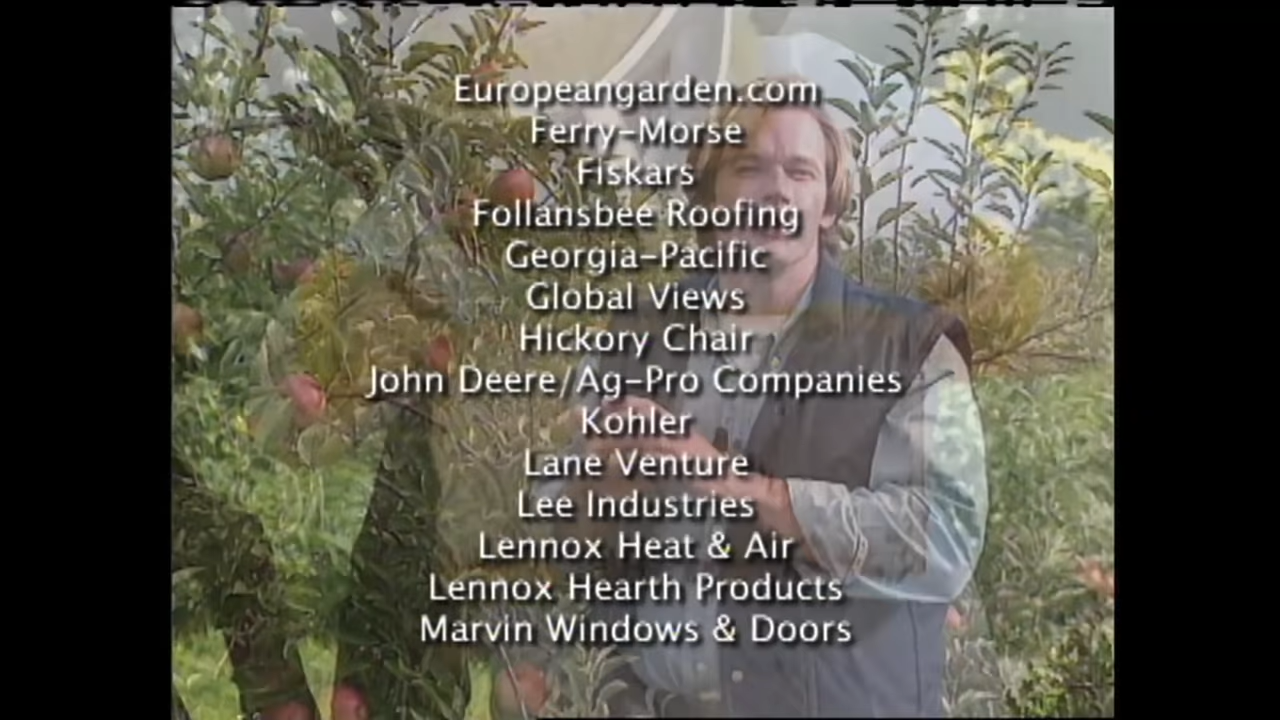 Europeangarden.com
Ferry-Morse
Fiskars
Follansbee Roofing
Georgia-Pacific
Global Views
Hickory Chair
John Deere/Ag-Pro Companies
Kohler
Lane Venture
Lee Industries
Lennox Heat & Air
Lennox Hearth Products
Marvin Windows & Doors